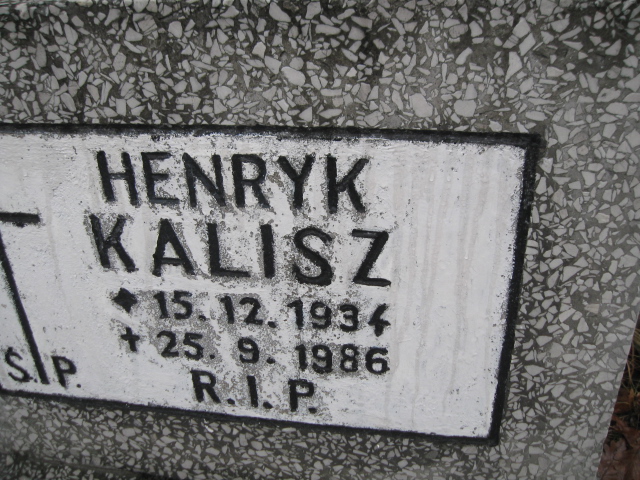 HENRYK
KALISZ
* 15. 12. 1934
+ 25. 9. 1986
Ś.P.
R.I.P.